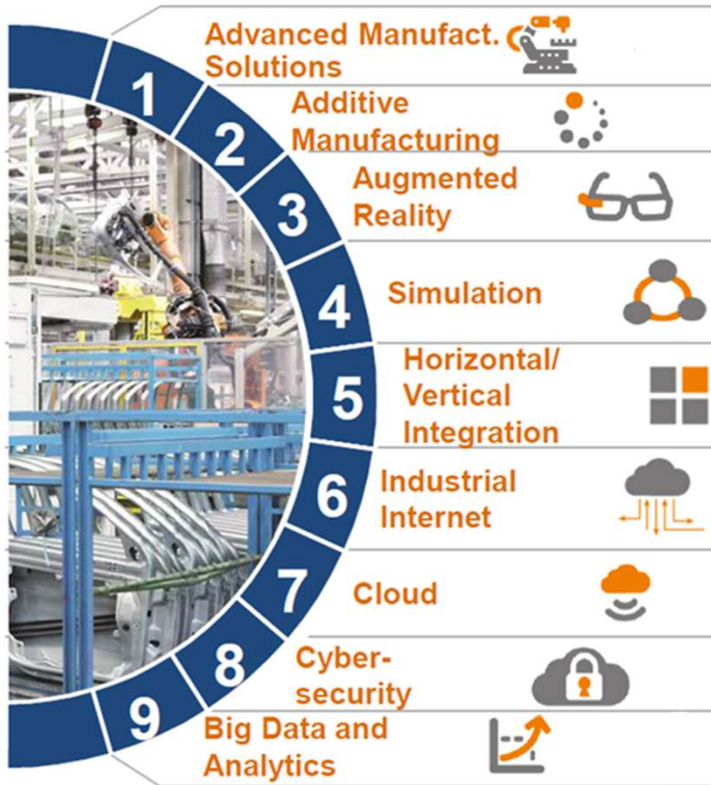 1
Advanced Manufact.
Solutions
2
Additive
Manufacturing
3
Augmented
Reality
4
Simulation
5
Horizontal/
Vertical
Integration
6
Industrial
Internet
7
Cloud
8
Cyber-
security
9
Big Data and
Analytics